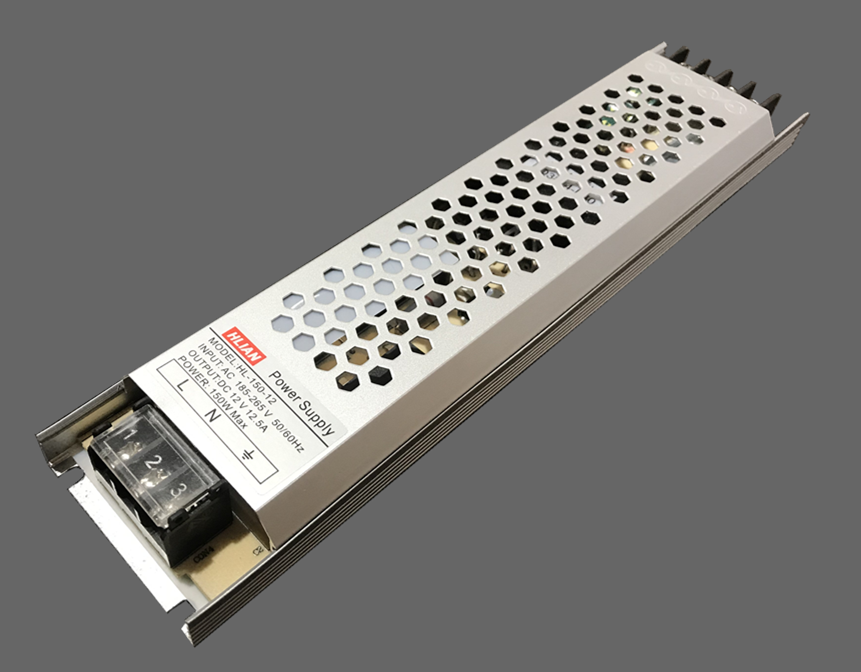 HLIAN
Power Supply
MODEL:HL-150-12
INPUT:AC 185-265 V 50/60Hz
OUTPUT:DC 12 V 12.5A
POWER: 150W Max
L N ⏚
1 2 3